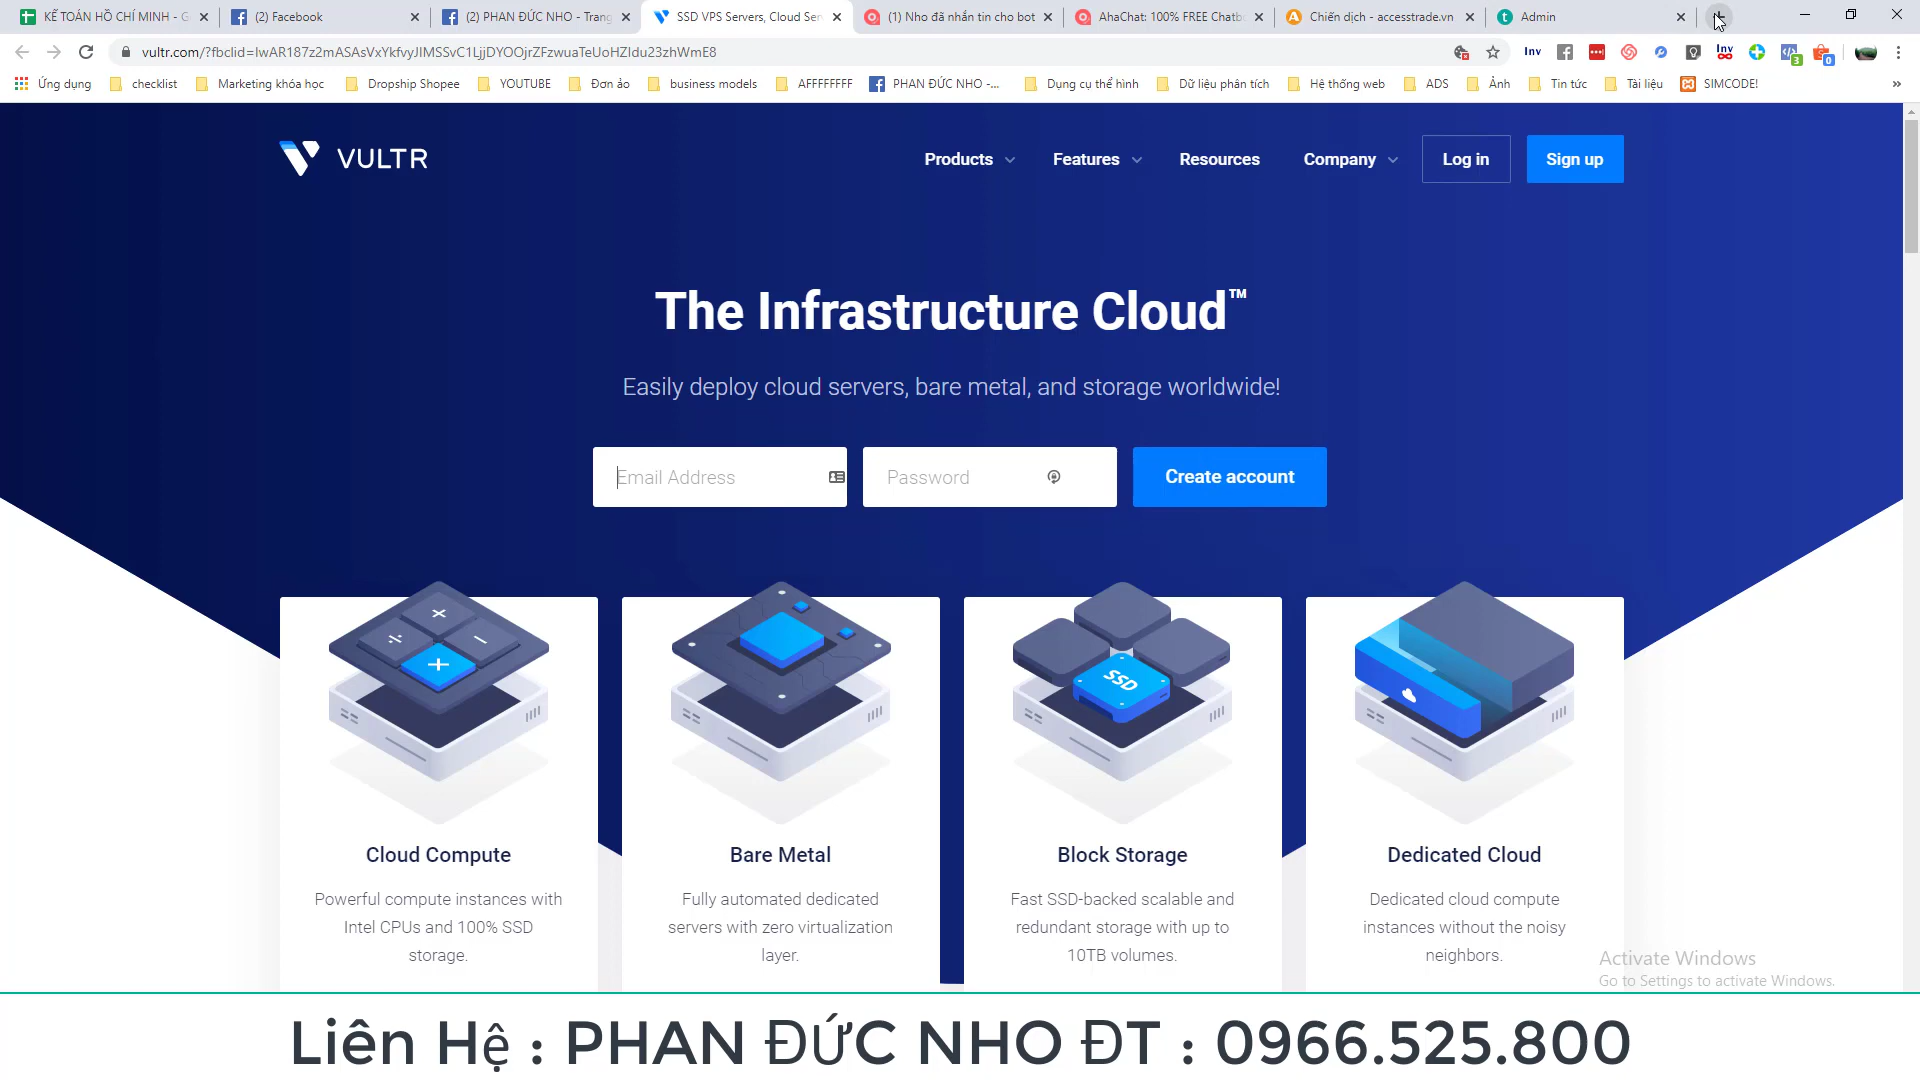 KẾ TOÁN HỒ CHÍ MINH - G
(2) Facebook
(2) PHAN ĐỨC NHO - Trang
SSD VPS Servers, Cloud Ser
(1) Nho đã nhắn tin cho bot
AhaChat: 100% FREE Chatb
Chiến dịch - accesstrade.vn
Admin
vultr.com/?fbclid=IwAR187z2mASAsVxYkfvyJIMSSvC1LjjDYOOjrZFzwuaTeUoHZIdu23zhWmE8
Inv
Inv
3
0
Ứng dụng
checklist
Marketing khóa học
Dropship Shopee
YOUTUBE
Đơn ảo
business models
AFFFFFFFF
PHAN ĐỨC NHO -...
Dụng cụ thể hình
Dữ liệu phân tích
Hệ thống web
ADS
Ảnh
Tin tức
Tài liệu
SIMCODE!
»
VULTR
Products
Features
Resources
Company
Log in
Sign up
The Infrastructure Cloud™
Easily deploy cloud servers, bare metal, and storage worldwide!
Email Address
Password
Create account
SSD
Cloud Compute
Powerful compute instances with
Intel CPUs and 100% SSD
storage.
Bare Metal
Fully automated dedicated
servers with zero virtualization
layer.
Block Storage
Fast SSD-backed scalable and
redundant storage with up to
10TB volumes.
Dedicated Cloud
Dedicated cloud compute
instances without the noisy
neighbors.
Activate Windows
Go to Settings to activate Windows.
Liên Hệ : PHAN ĐỨC NHO ĐT : 0966.525.800